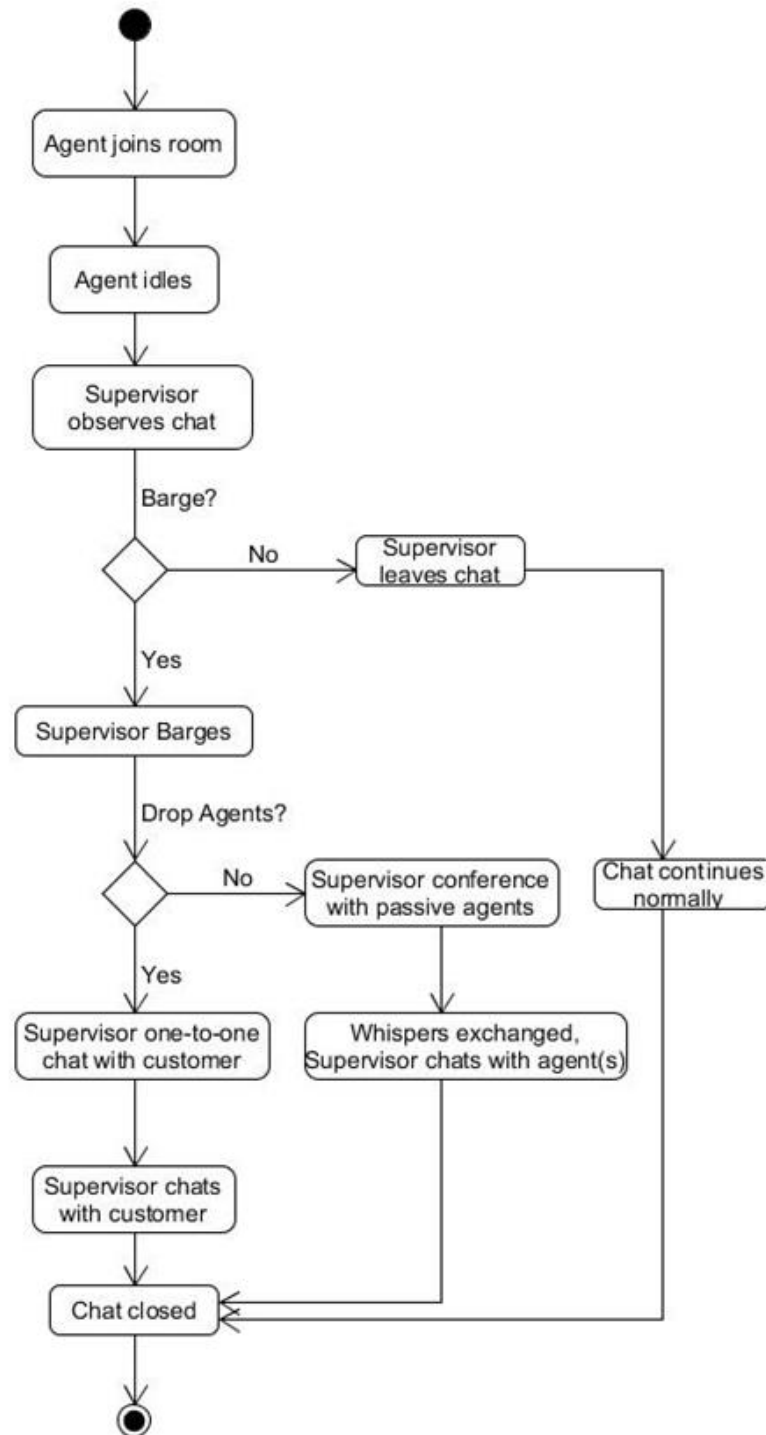 Agent joins room
Agent idles
Supervisor
observes chat
Barge?
No
Supervisor
leaves chat
Yes
Supervisor Barges
Drop Agents?
No
Supervisor conference
with passive agents
Chat continues
normally
Yes
Supervisor one-to-one
chat with customer
Whispers exchanged,
Supervisor chats with agent(s)
Supervisor chats
with customer
Chat closed